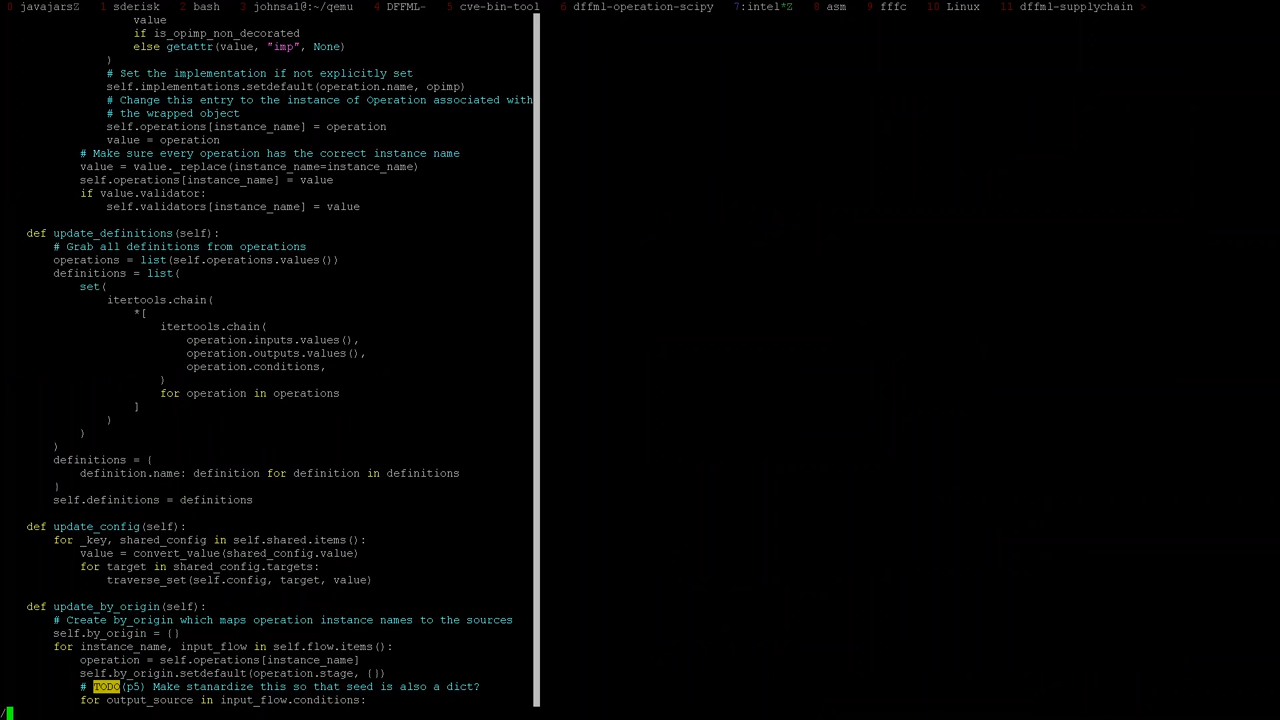 0 javajarsZ 1 sderisk 2 bash 3 johnsa1@:~/qemu 4 DFFML- 5 cve-bin-tool 6 dffml-operation-scipy 7:intel*Z 8 asm 9 fffc 10 Linux 11 dffml-supplychain >
value
if is_opimp_non_decorated
else getattr(value, "imp", None)
)
# Set the implementation if not explicitly set
self.implementations.setdefault(operation.name, opimp)
# Change this entry to the instance of Operation associated with
# the wrapped object
self.operations[instance_name] = operation
value = operation
# Make sure every operation has the correct instance name
value = value._replace(instance_name=instance_name)
self.operations[instance_name] = value
if value.validator:
self.validators[instance_name] = value
def update_definitions(self):
# Grab all definitions from operations
operations = list(self.operations.values())
definitions = list(
set(
itertools.chain(
*[
itertools.chain(
operation.inputs.values(),
operation.outputs.values(),
operation.conditions,
)
for operation in operations
]
)
)
)
definitions = {
definition.name: definition for definition in definitions
}
self.definitions = definitions
def update_config(self):
for _key, shared_config in self.shared.items():
value = convert_value(shared_config.value)
for target in shared_config.targets:
traverse_set(self.config, target, value)
def update_by_origin(self):
# Create by_origin which maps operation instance names to the sources
self.by_origin = {}
for instance_name, input_flow in self.flow.items():
operation = self.operations[instance_name]
self.by_origin.setdefault(operation.stage, {})
# TODO(p5) Make stanardize this so that seed is also a dict?
for output_source in input_flow.conditions:
/